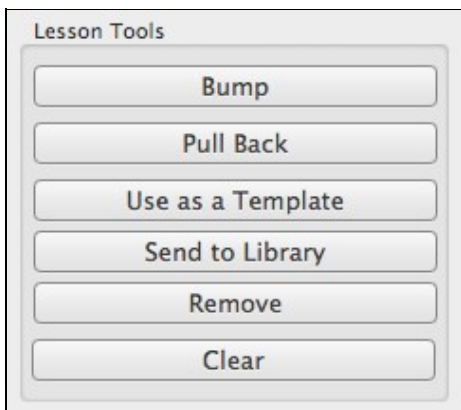 Lesson Tools
Bump
Pull Back
Use as a Template
Send to Library
Remove
Clear